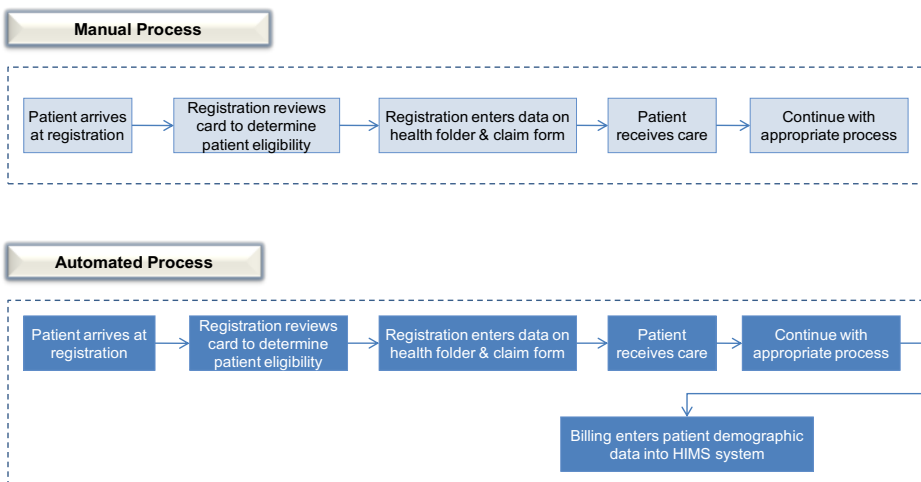 Manual Process
Patient arrives
at registration
Registration reviews
card to determine
patient eligibility
Registration enters data on
health folder & claim form
Patient
receives care
Continue with
appropriate process
Automated Process
Patient arrives at
registration
Registration reviews
card to determine
patient eligibility
Registration enters data on
health folder & claim form
Patient
receives care
Continue with
appropriate process
Billing enters patient demographic
data into HIMS system